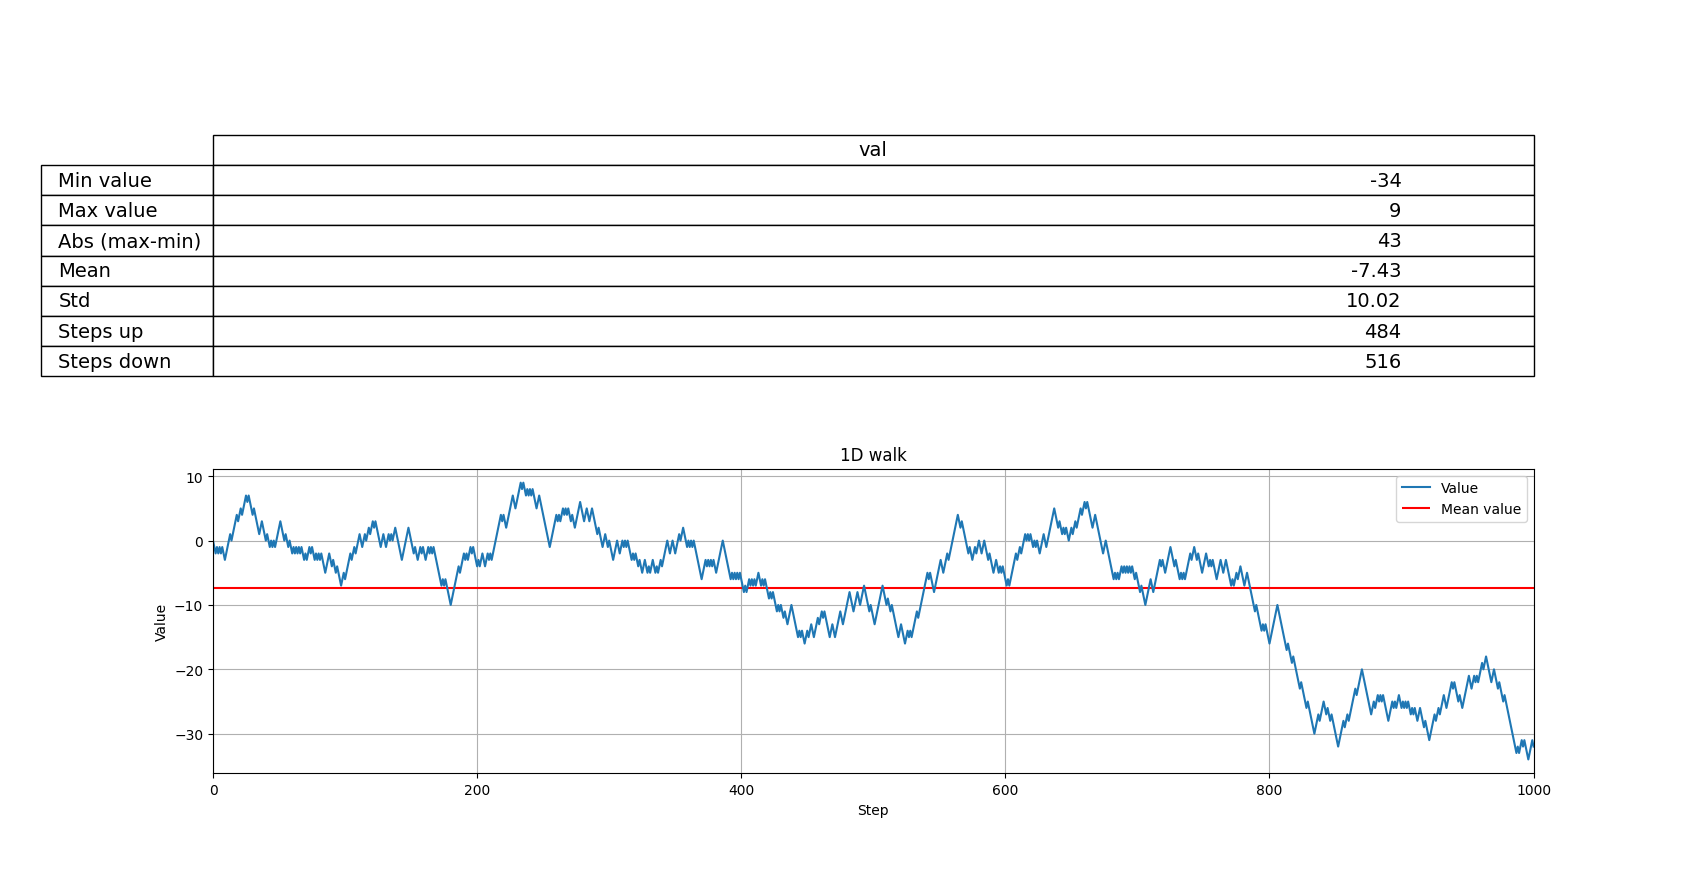 val
Min value -34
Max value 9
Abs (max-min) 43
Mean -7.43
Std 10.02
Steps up 484
Steps down 516
1D walk
10
0
−10
−20
−30
Value
Value
Mean value
0 200 400 600 800 1000
Step